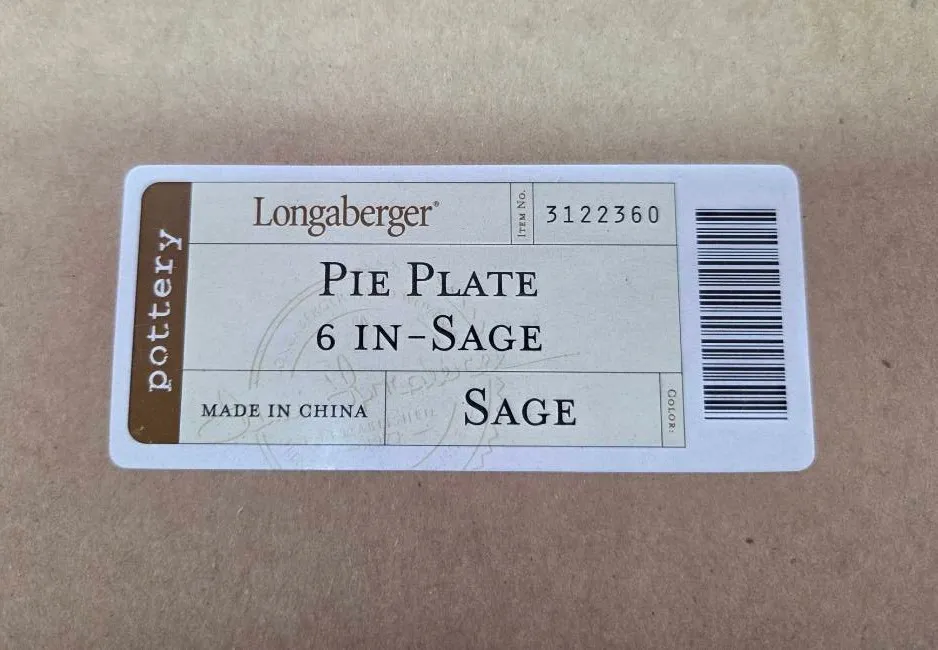 pottery
Longaberger®
ITEM NO.
3122360
PIE PLATE
6 IN-SAGE
MADE IN CHINA
SAGE
COLOR: